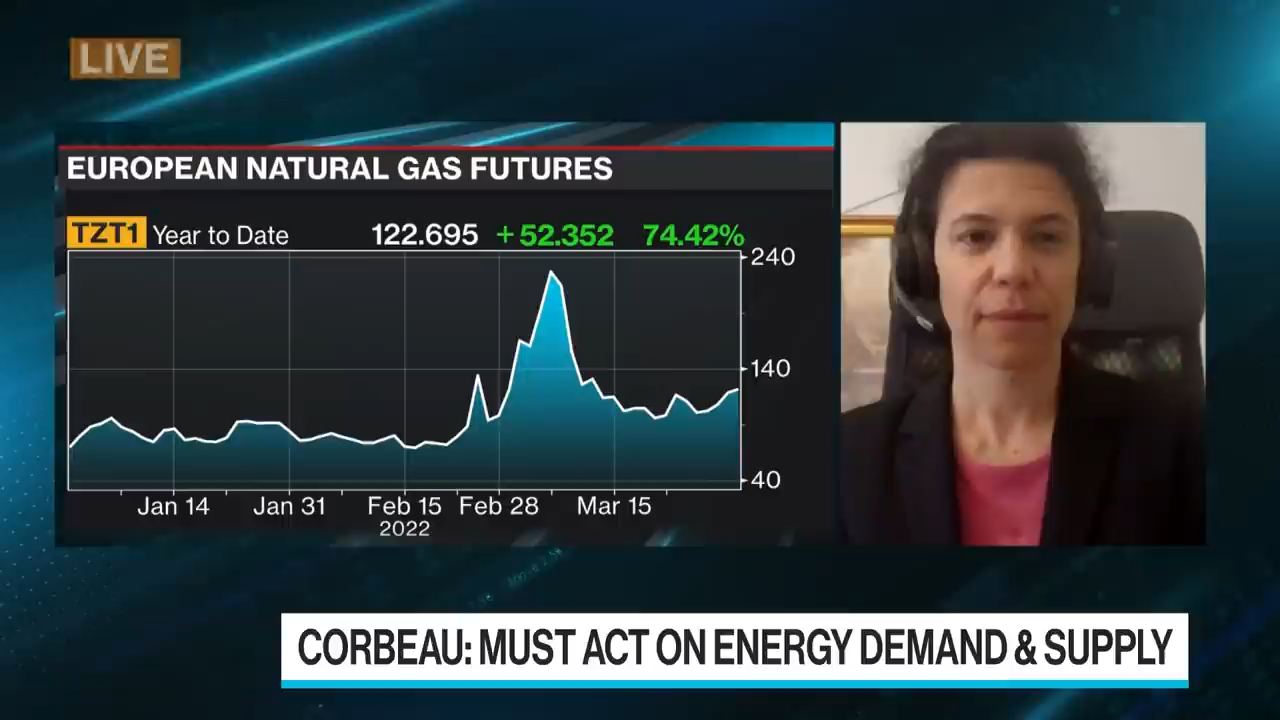 LIVE
EUROPEAN NATURAL GAS FUTURES
TZT1 Year to Date 122.695 +52.352 74.42%
240
140
40
Jan 14 Jan 31 Feb 15 Feb 28 Mar 15
2022
CORBEAU: MUST ACT ON ENERGY DEMAND & SUPPLY